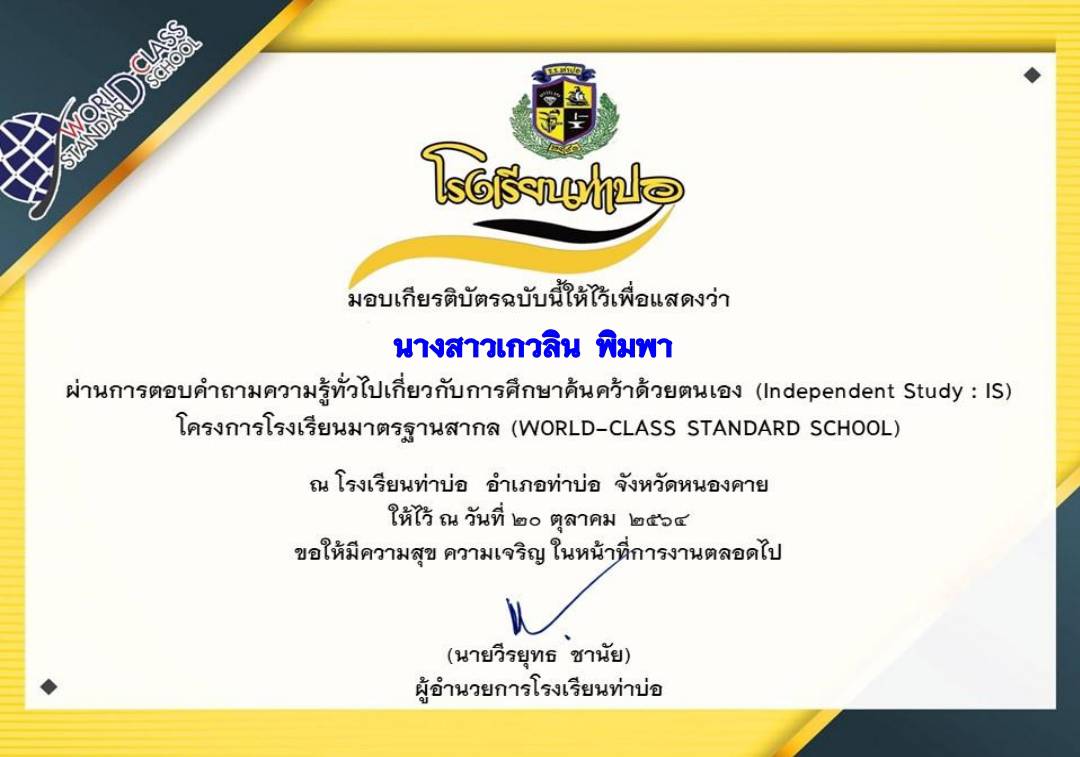 WORLD-CLASS
STANDARD SCHOOL
ร.ร.ท่าบ่อ
โรงเรียนท่าบ่อ
มอบเกียรติบัตรฉบับนี้ให้ไว้เพื่อแสดงว่า
นางสาวเกวลิน พิมพา
ผ่านการตอบคำถามความรู้ทั่วไปเกี่ยวกับการศึกษาค้นคว้าด้วยตนเอง (Independent Study : IS)
โครงการโรงเรียนมาตรฐานสากล (WORLD-CLASS STANDARD SCHOOL)
ณ โรงเรียนท่าบ่อ อำเภอท่าบ่อ จังหวัดหนองคาย
ให้ไว้ ณ วันที่ ๒๐ ตุลาคม ๒๕๖๔
ขอให้มีความสุข ความเจริญ ในหน้าที่การงานตลอดไป
(นายวีรยุทธ ชานัย)
ผู้อำนวยการโรงเรียนท่าบ่อ